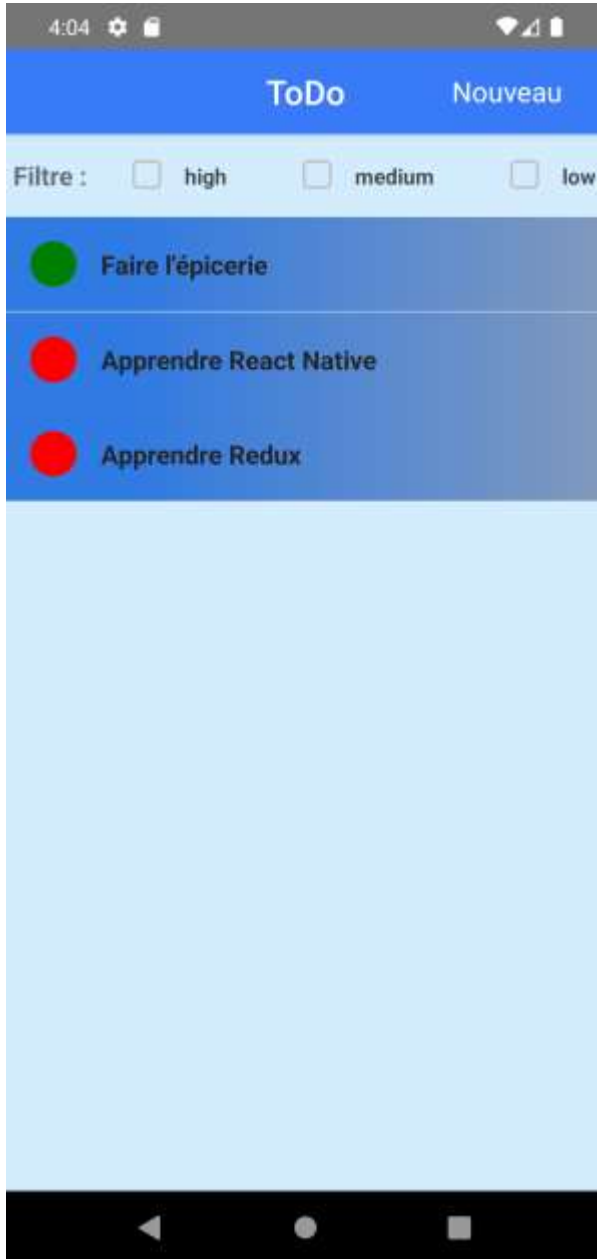 4:04
ToDo Nouveau
Filtre : high medium low
Faire l'épicerie
Apprendre React Native
Apprendre Redux